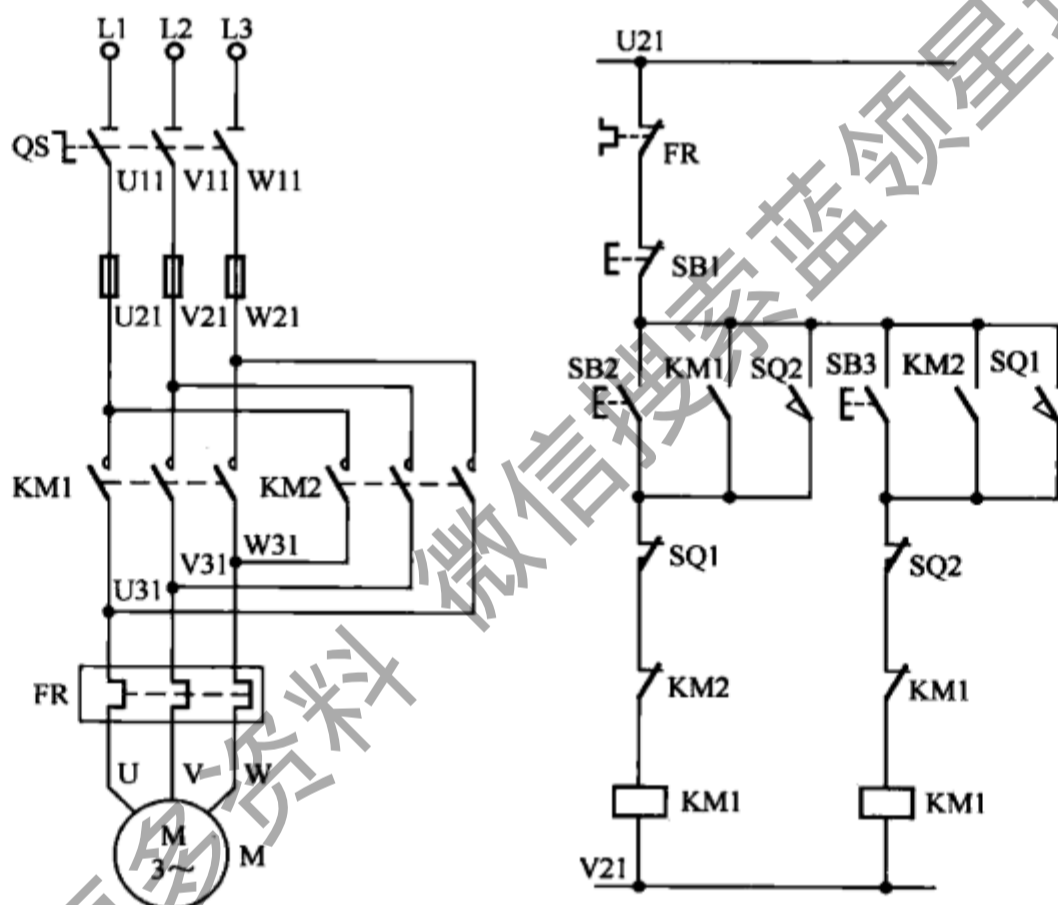 L1 L2 L3
QS
U11 V11 W11
U21 V21 W21
KM1 KM2
W31
V31
U31
FR
U V W
M
3~
M
U21
FR
SB1
SB2 KM1 SQ2 SB3 KM2 SQ1
SQ1 SQ2
KM2 KM1
KM1 KM1
V21
多资料 微信搜索蓝领星